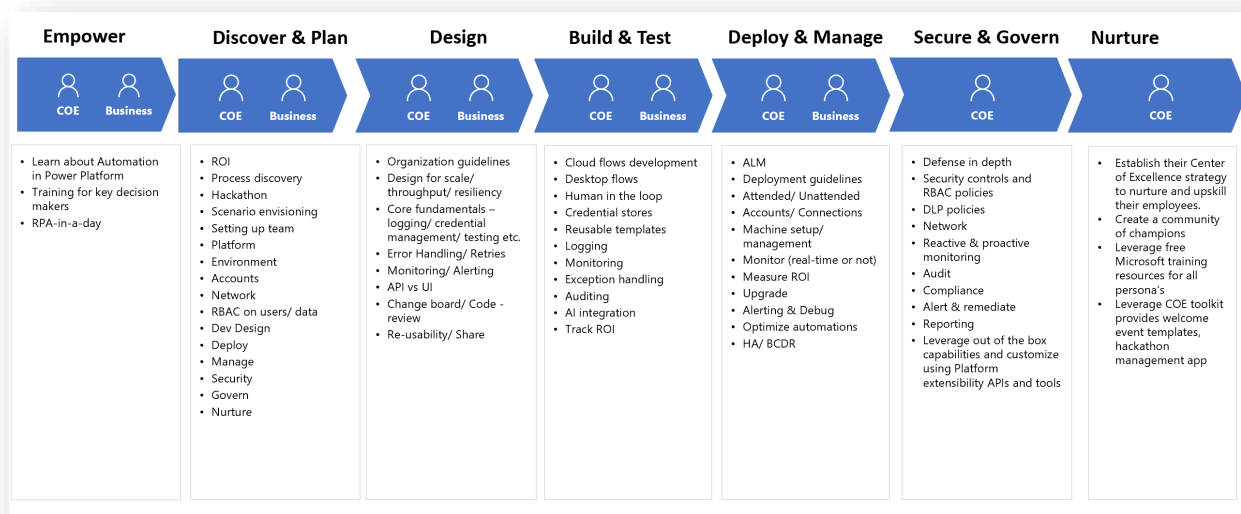 Empower
Discover & Plan
Design
Build & Test
Deploy & Manage
Secure & Govern
Nurture
COE
Business
COE
Business
COE
Business
COE
Business
COE
Business
COE
COE
• Learn about Automation
in Power Platform
• Training for key decision
makers
• RPA-in-a-day
• ROI
• Process discovery
• Hackathon
• Scenario envisioning
• Setting up team
• Platform
• Environment
• Accounts
• Network
• RBAC on users/ data
• Dev Design
• Deploy
• Manage
• Security
• Govern
• Nurture
• Organization guidelines
• Design for scale/
throughput/ resiliency
• Core fundamentals –
logging/ credential
management/ testing etc.
• Error Handling/ Retries
• Monitoring/ Alerting
• API vs UI
• Change board/ Code -
review
• Re-usability/ Share
• Cloud flows development
• Desktop flows
• Human in the loop
• Credential stores
• Reusable templates
• Logging
• Monitoring
• Exception handling
• Auditing
• AI integration
• Track ROI
• ALM
• Deployment guidelines
• Attended/ Unattended
• Accounts/ Connections
• Machine setup/
management
• Monitor (real-time or not)
• Measure ROI
• Upgrade
• Alerting & Debug
• Optimize automations
• HA/ BCDR
• Defense in depth
• Security controls and
RBAC policies
• DLP policies
• Network
• Reactive & proactive
monitoring
• Audit
• Compliance
• Alert & remediate
• Reporting
• Leverage out of the box
capabilities and customize
using Platform
extensibility APIs and tools
• Establish their Center
of Excellence strategy
to nurture and upskill
their employees.
• Create a community
of champions
• Leverage free
Microsoft training
resources for all
persona's
• Leverage COE toolkit
provides welcome
event templates,
hackathon
management app